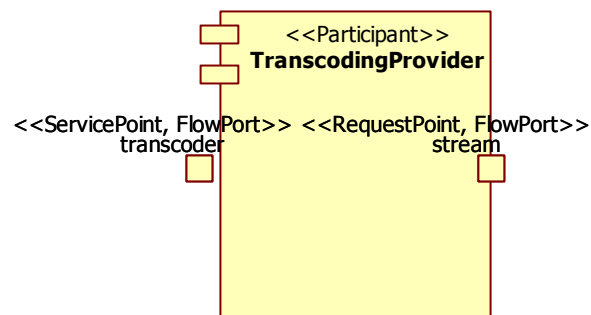 <<Participant>>
TranscodingProvider
<<ServicePoint, FlowPort>> <<RequestPoint, FlowPort>>
transcoder stream